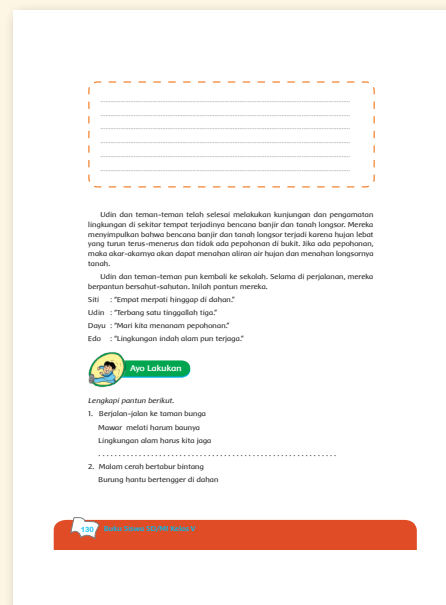 Udin dan teman-teman telah selesai melakukan kunjungan dan pengamatan
lingkungan di sekitar tempat terjadinya bencana banjir dan tanah longsor. Mereka
menyimpulkan bahwa bencana banjir dan tanah longsor terjadi karena hujan lebat
yang turun terus-menerus dan tidak ada pepohonan di bukit. Jika ada pepohonan,
maka akar-akarnya akan dapat menahan aliran air hujan dan menahan longsornya
tanah.
Udin dan teman-teman pun kembali ke sekolah. Selama di perjalanan, mereka
berpantun bersahut-sahutan. Inilah pantun mereka.
Siti : "Empat merpati hinggap di dahan."
Udin : "Terbang satu tinggallah tiga."
Dayu : "Mari kita menanam pepohonan."
Edo : "Lingkungan indah alam pun terjaga."
Ayo Lakukan
Lengkapi pantun berikut.
1. Berjalan-jalan ke taman bunga
Mawar melati harum baunya
Lingkungan alam harus kita jaga
............................................................
2. Malam cerah bertabur bintang
Burung hantu bertengger di dahan
130 Buku Siswa SD/MI Kelas V